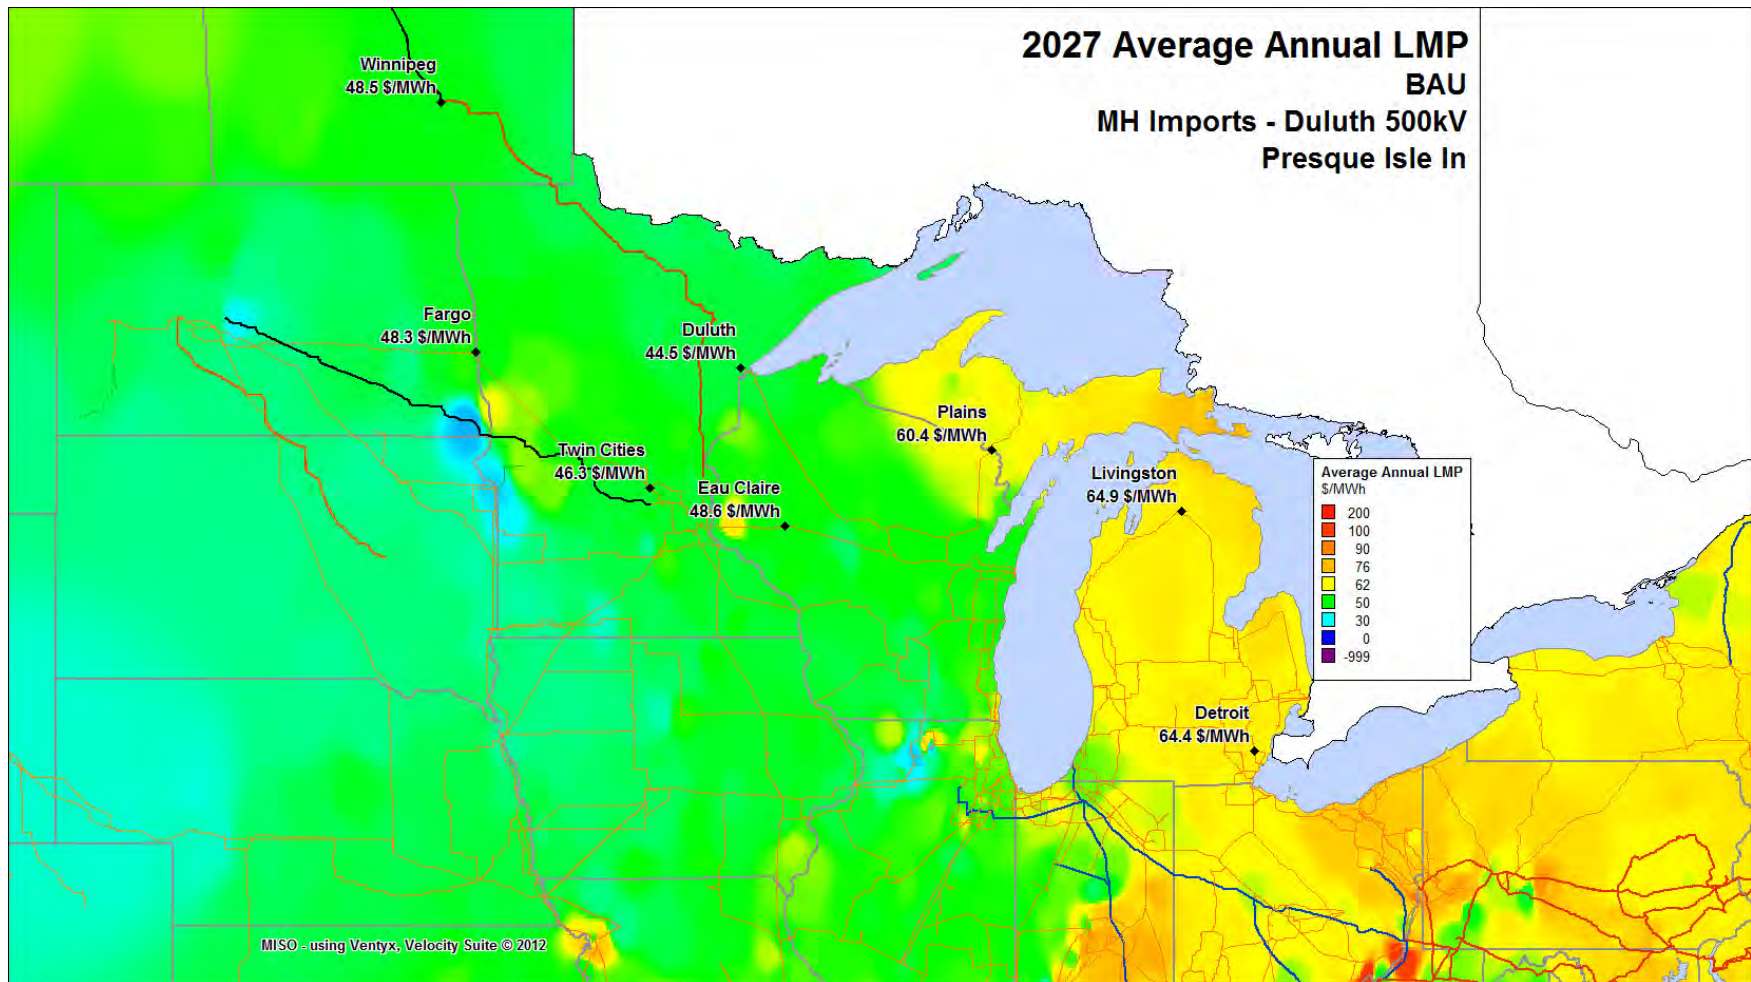 2027 Average Annual LMP
BAU
MH Imports - Duluth 500kV
Presque Isle In
Winnipeg
48.5 $/MWh
Fargo
48.3 $/MWh
Duluth
44.5 $/MWh
Plains
60.4 $/MWh
Twin Cities
46.3 $/MWh
Eau Claire
48.6 $/MWh
Livingston
64.9 $/MWh
Average Annual LMP
$/MWh
200
100
90
76
62
50
30
0
-999
Detroit
64.4 $/MWh
MISO - using Ventyx, Velocity Suite © 2012